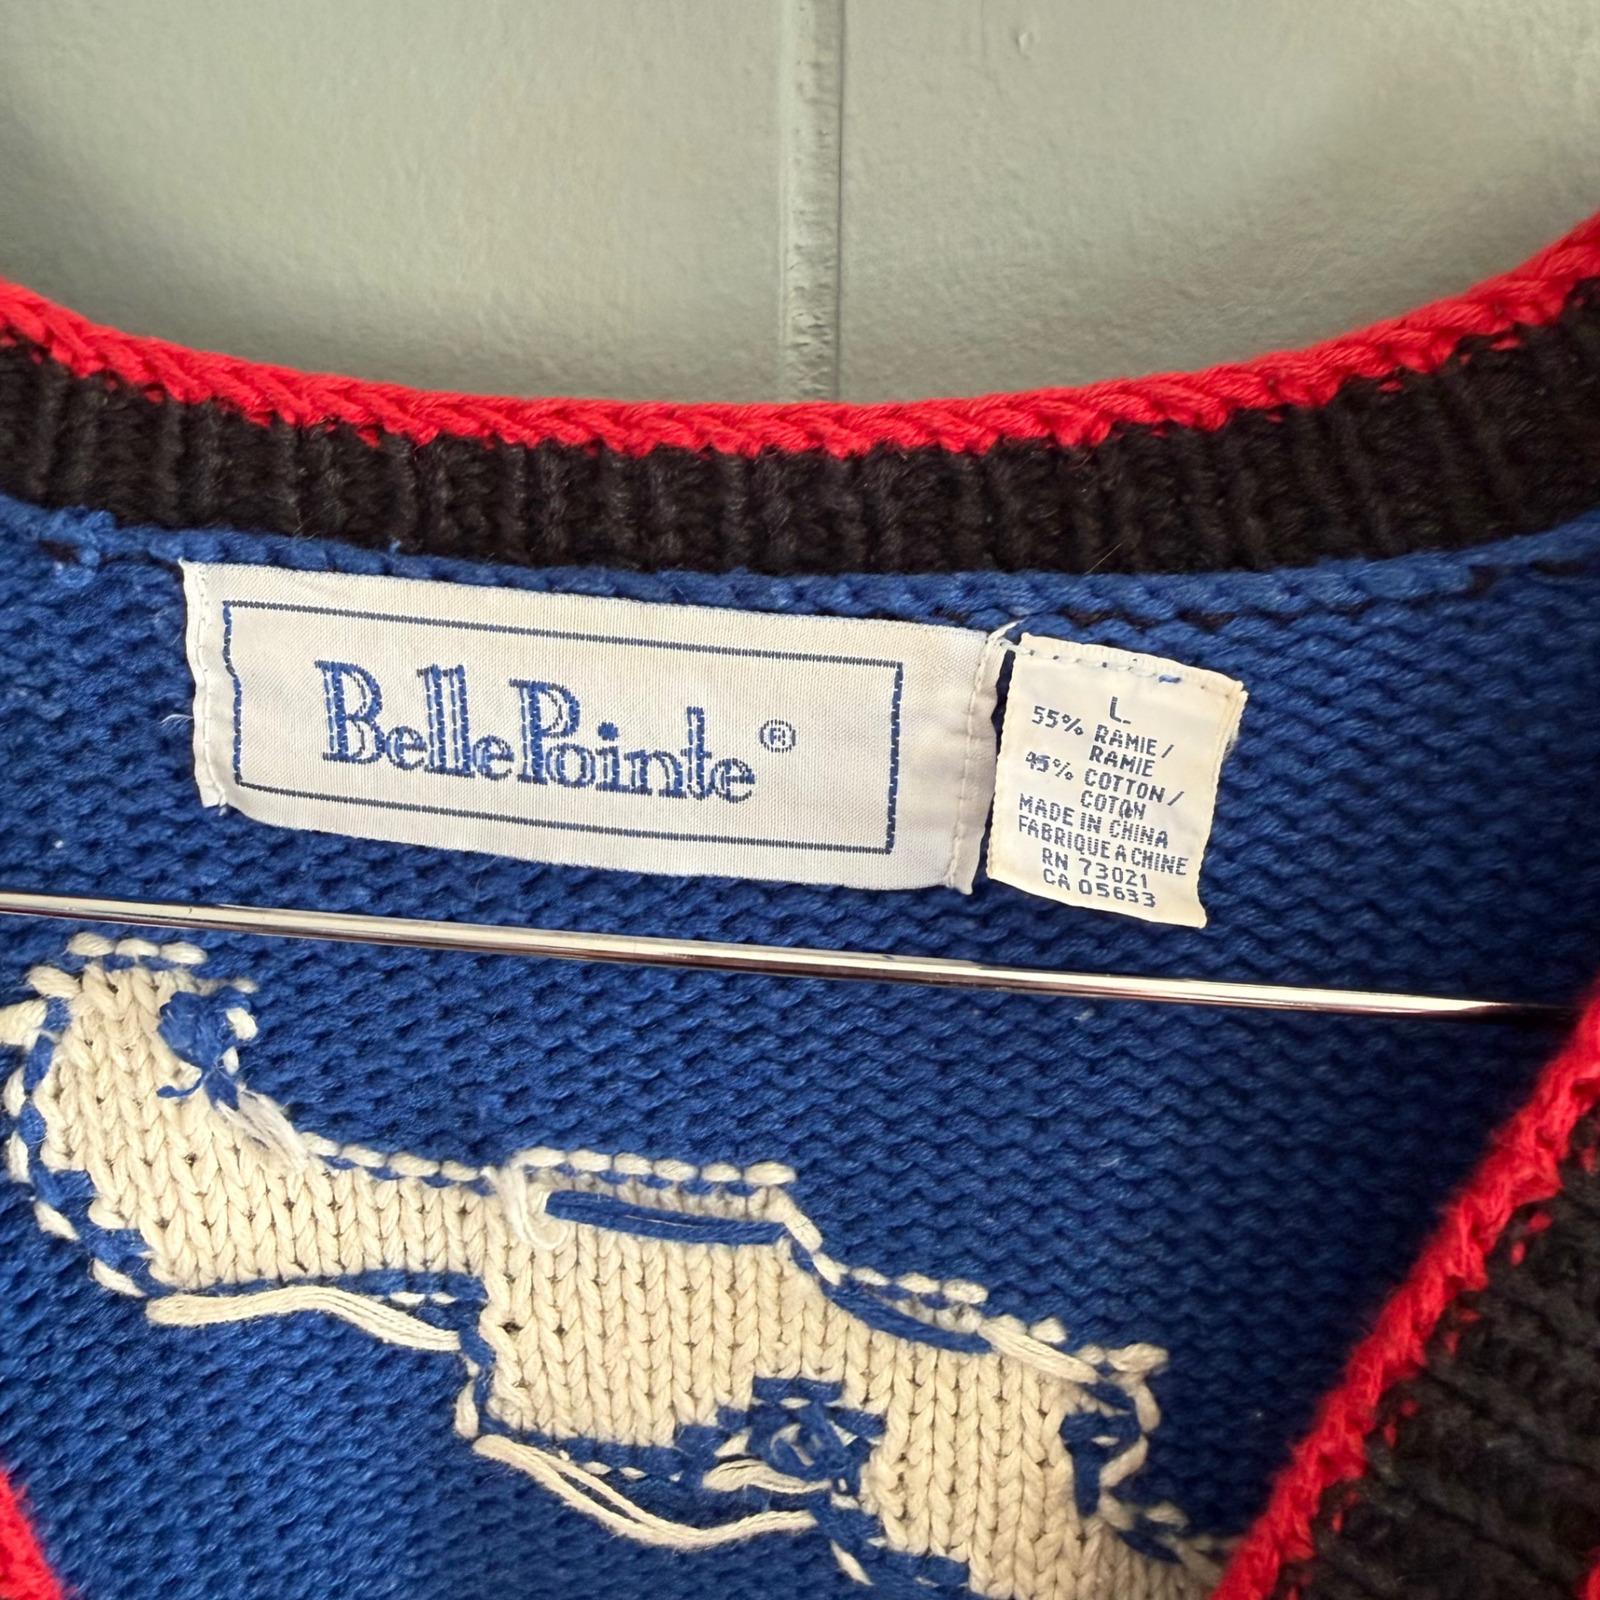 BellePointe®
L
55% RAMIE/
RAMIE
45% COTTON/
COTON
MADE IN CHINA
FABRIQUE A CHINE
RN 73021
CA 05633